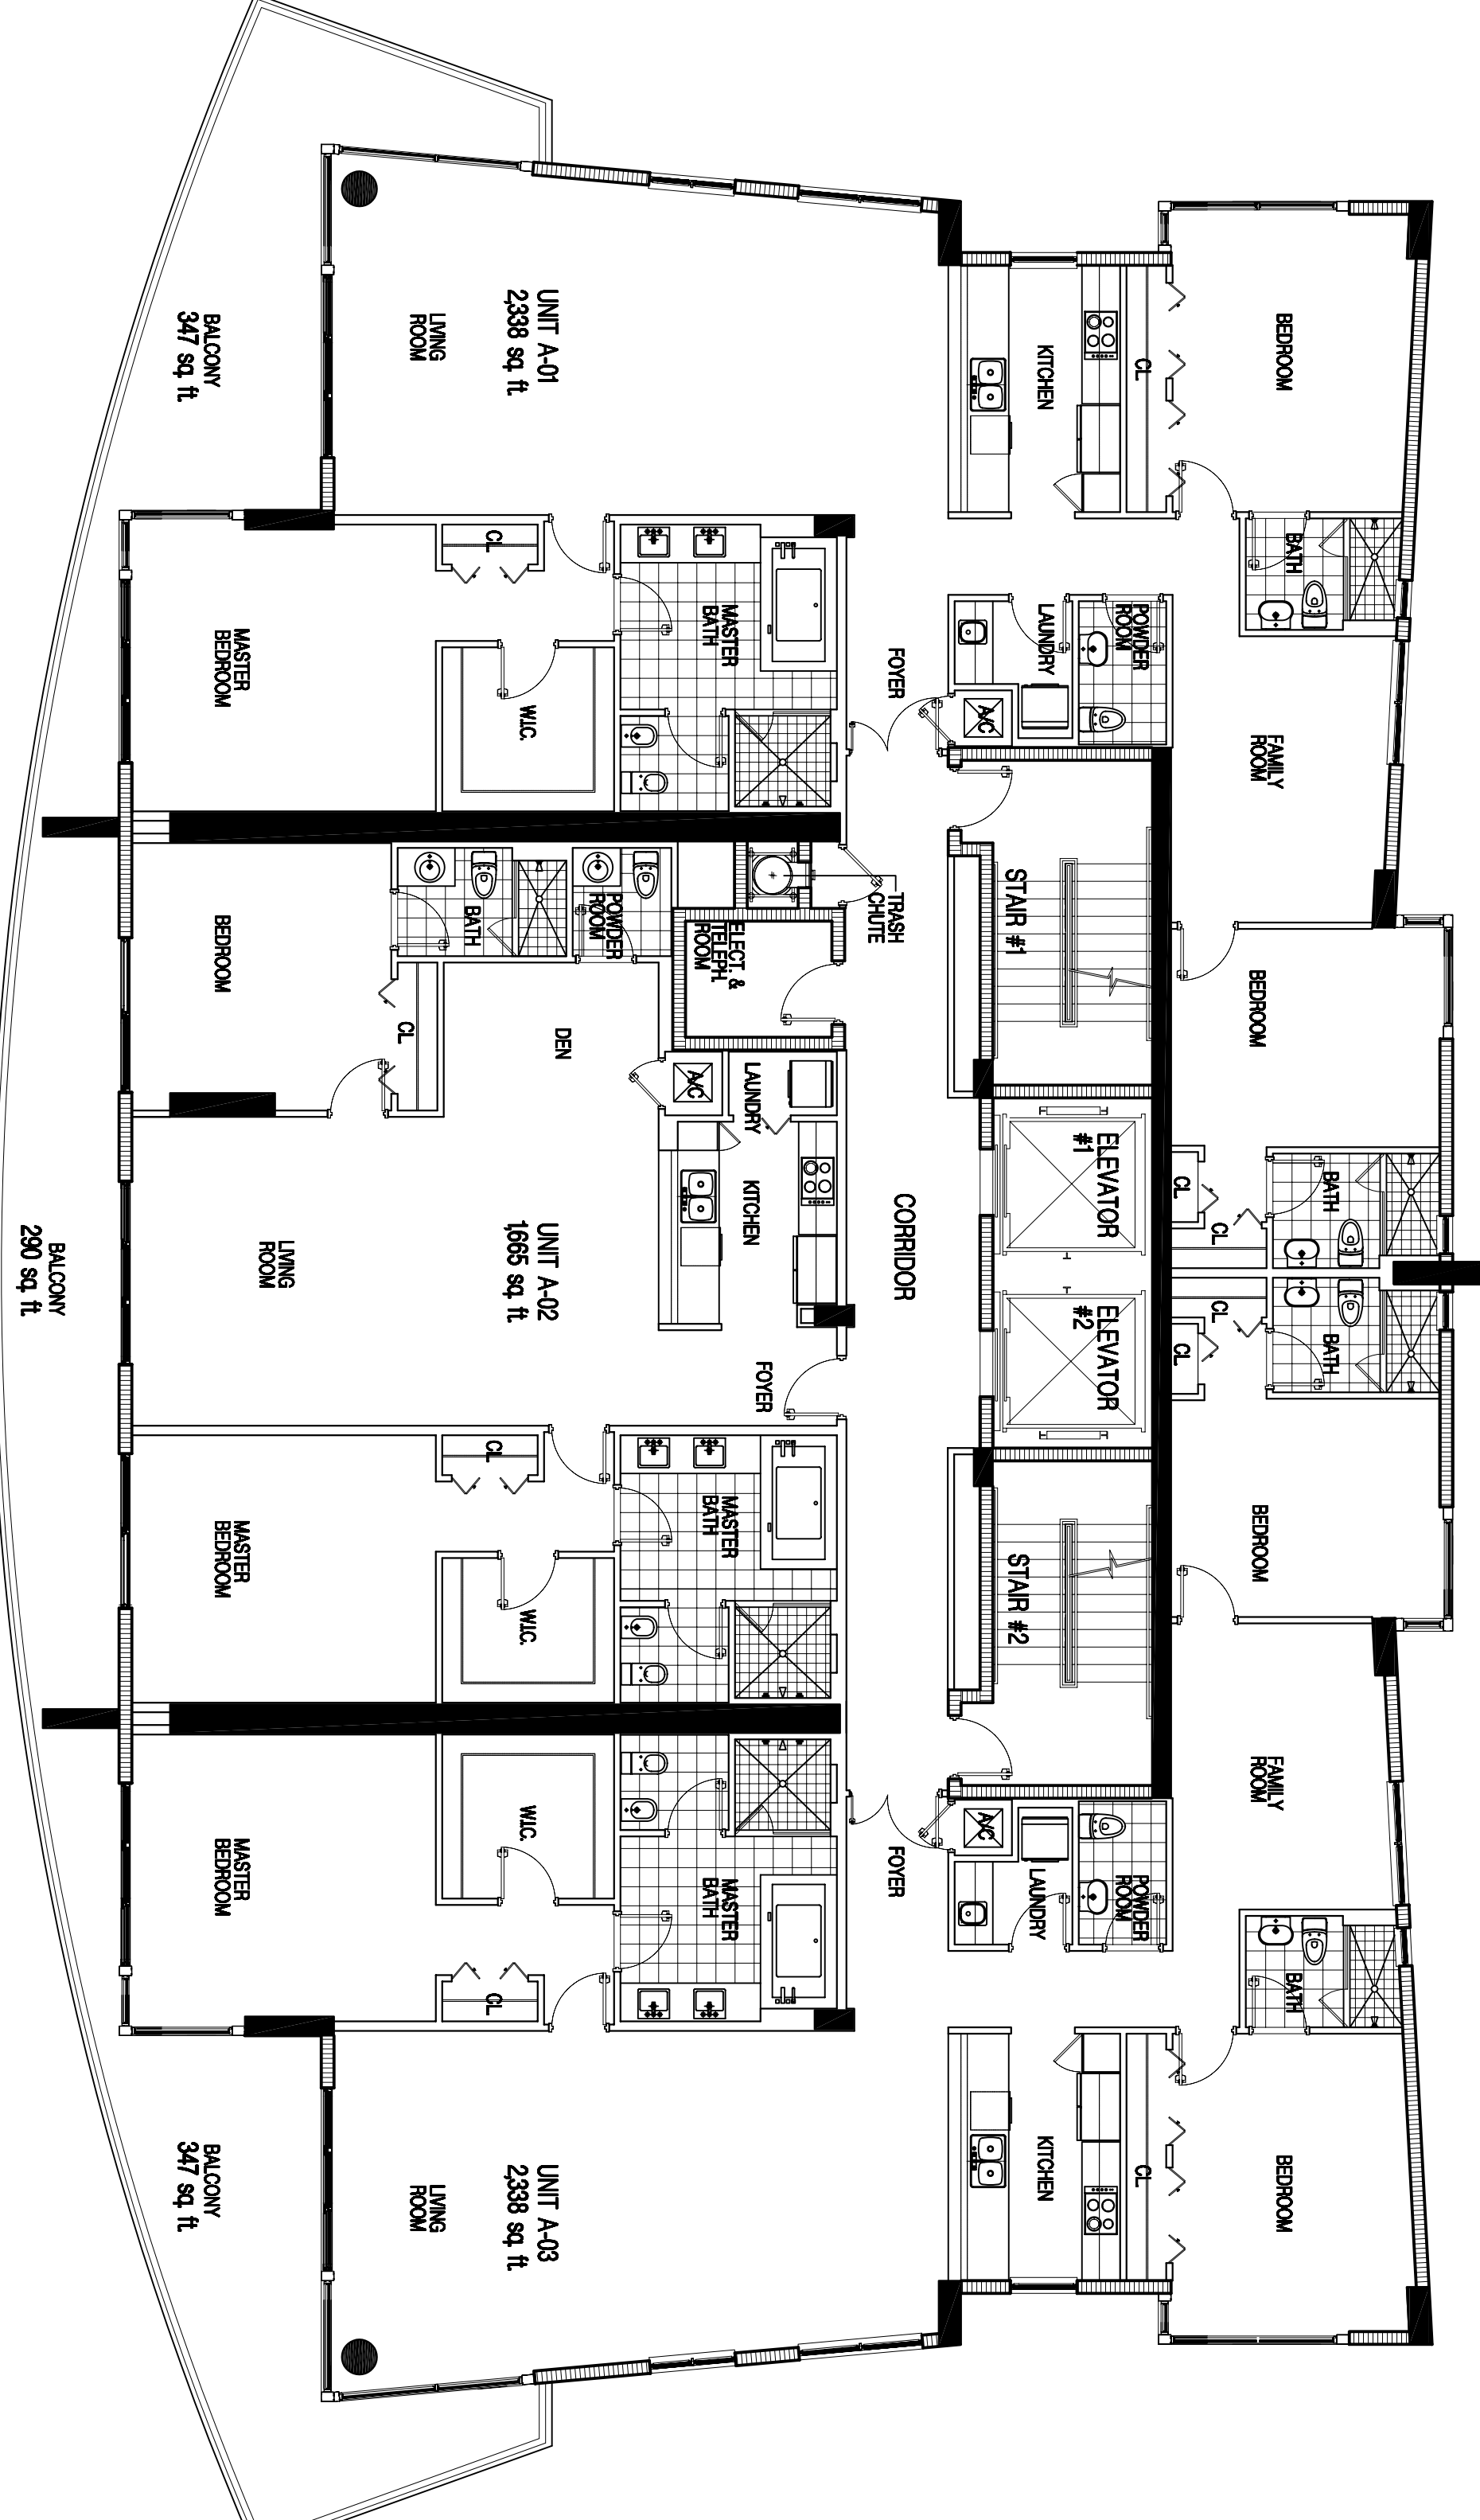 BATH
BATH
BEDROOM
BATH
FAMILY
ROOM
BEDROOM
BEDROOM
FAMILY
ROOM
BATH
BEDROOM
CL
CL
CL
CL
CL
CL
POWDER
ROOM
ELEVATOR
#1
ELEVATOR
#2
POWDER
ROOM
KITCHEN
LAUNDRY
STAIR #1
STAIR #2
LAUNDRY
KITCHEN
A/C
A/C
FOYER
TRASH
CHUTE
CORRIDOR
FOYER
FOYER
MASTER
BATH
ELECT. &
TELEPH.
ROOM
LAUNDRY
KITCHEN
MASTER
BATH
MASTER
BATH
A/C
POWDER
ROOM
UNIT A-01
2,338 sq. ft.
DEN
UNIT A-02
1,665 sq. ft.
UNIT A-03
2,338 sq. ft.
CL
W.I.C.
BATH
CL
W.I.C.
W.I.C.
CL
LIVING
ROOM
CL
LIVING
ROOM
LIVING
ROOM
MASTER
BEDROOM
BEDROOM
MASTER
BEDROOM
MASTER
BEDROOM
BALCONY
347 sq. ft.
BALCONY
347 sq. ft.
BALCONY
290 sq. ft.